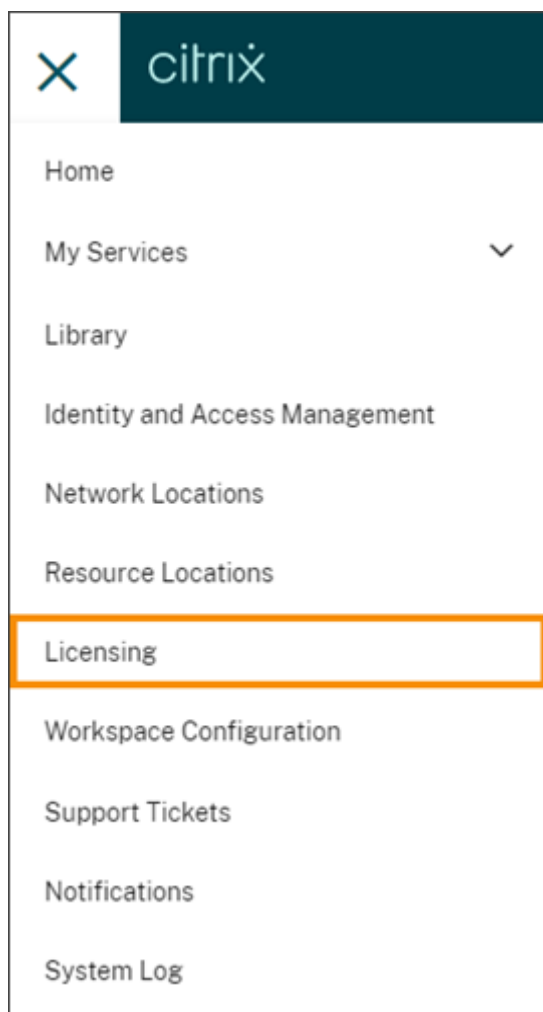 citrix
Home
My Services
Library
Identity and Access Management
Network Locations
Resource Locations
Licensing
Workspace Configuration
Support Tickets
Notifications
System Log